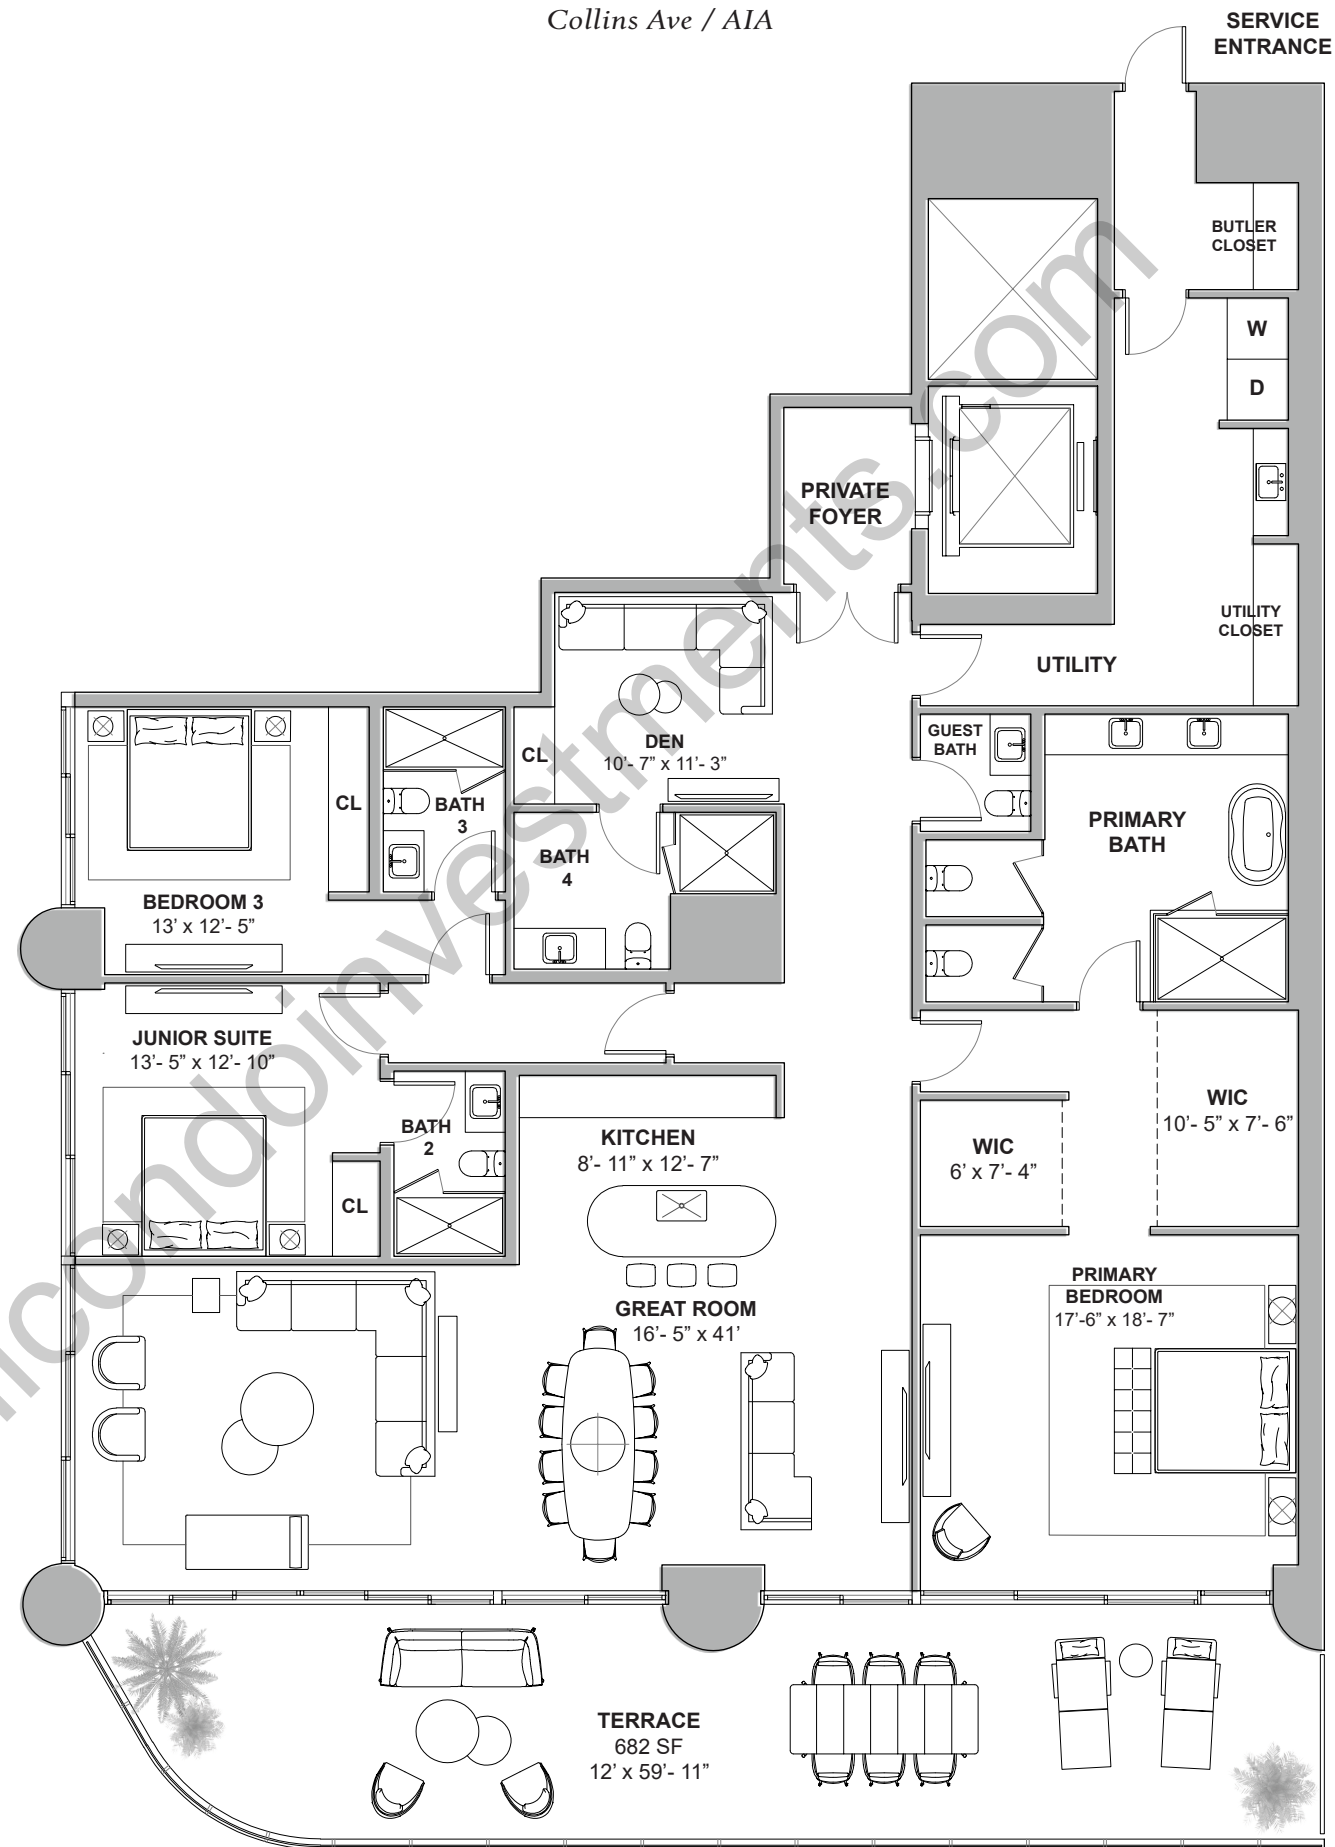 Collins Ave / AIA
SERVICE
ENTRANCE
BUTLER
CLOSET
W
D
PRIVATE
FOYER
UTILITY
CLOSET
UTILITY
GUEST
BATH
DEN
10’- 7” x 11’- 3”
CL
CL
BATH
3
BATH
4
PRIMARY
BATH
BEDROOM 3
13’ x 12’- 5”
JUNIOR SUITE
13’- 5” x 12’- 10”
BATH
2
CL
KITCHEN
8’- 11” x 12’- 7”
WIC
10’- 5” x 7’- 6”
WIC
6’ x 7’- 4”
GREAT ROOM
16’- 5” x 41’
PRIMARY
BEDROOM
17’-6” x 18’- 7”
TERRACE
682 SF
12’ x 59’- 11”
condoinvestments.com